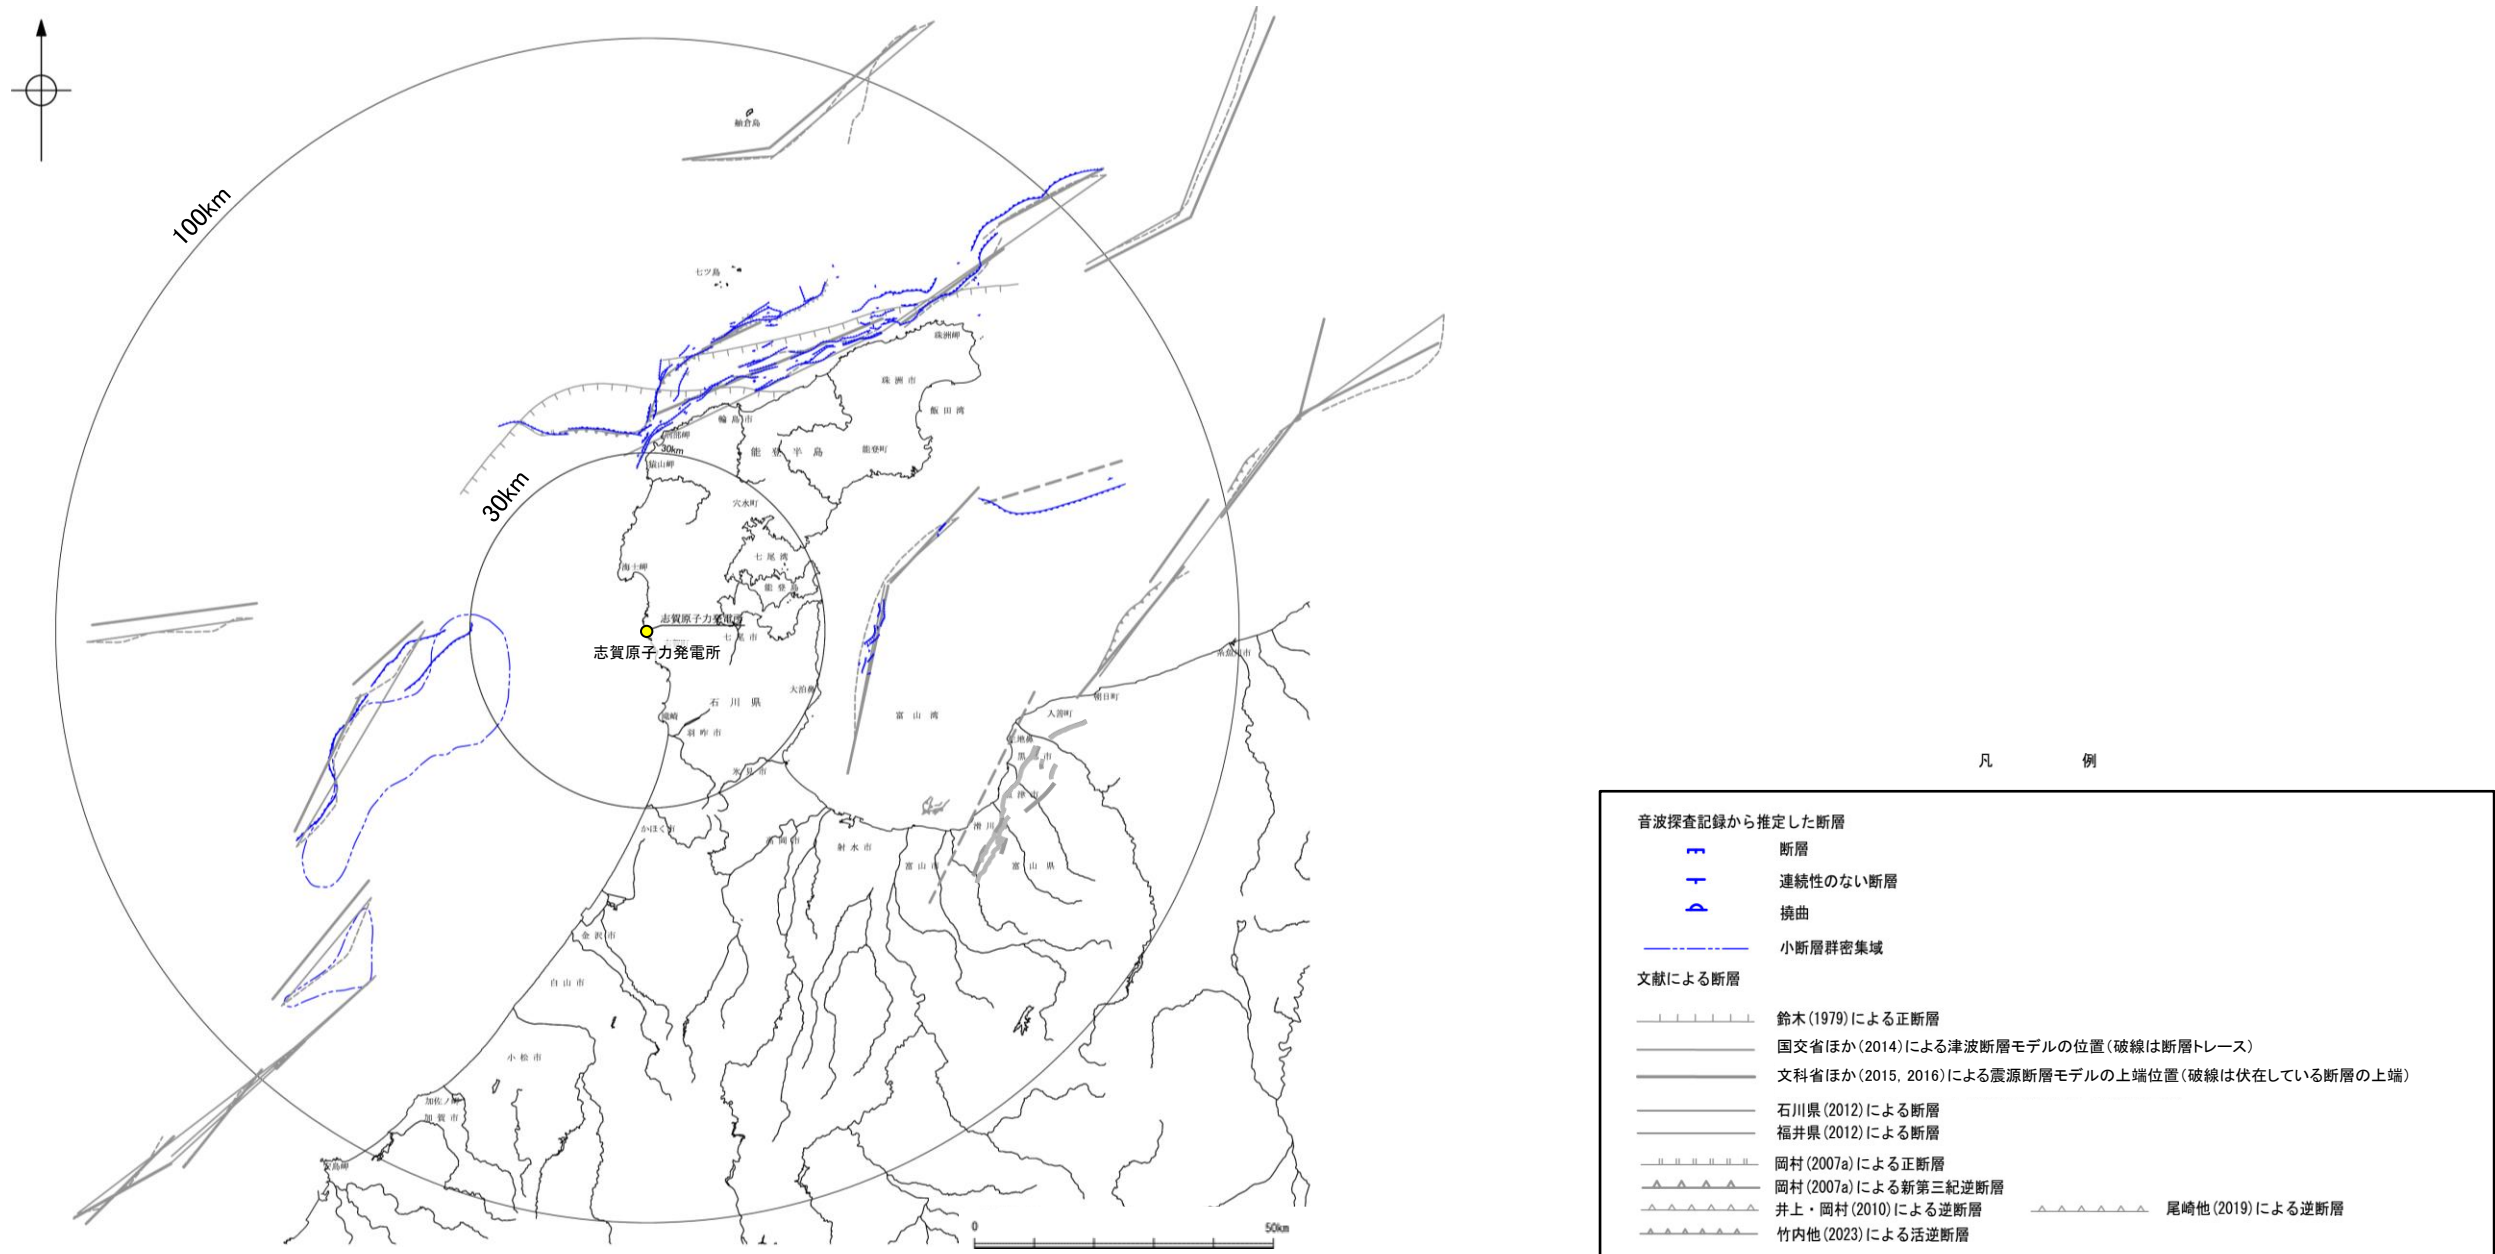 100km
舳倉島
七ツ島
珠洲岬
珠洲市
飯田湾
輪島市
30km
猿山岬
能登半島
能登町
30km
穴水町
七尾湾
海士岬
能登島
志賀原子力発電所
七尾市
志賀原子力発電所
糸魚川市
大泊鼻
石川県
朝日町
滝崎
富山湾
入善町
羽咋市
氷見市
かほく市
射水市
滑川
富山市
富山県
金沢市
白山市
小松市
加佐ノ岬
加賀市
0
50km
凡例
音波探査記録から推定した断層
断層
連続性のない断層
撓曲
小断層群密集域
文献による断層
鈴木(1979)による正断層
国交省ほか(2014)による津波断層モデルの位置(破線は断層トレース)
文科省ほか(2015, 2016)による震源断層モデルの上端位置(破線は伏在している断層の上端)
石川県(2012)による断層
福井県(2012)による断層
岡村(2007a)による正断層
岡村(2007a)による新第三紀逆断層
井上・岡村(2010)による逆断層
尾崎他(2019)による逆断層
竹内他(2023)による活逆断層